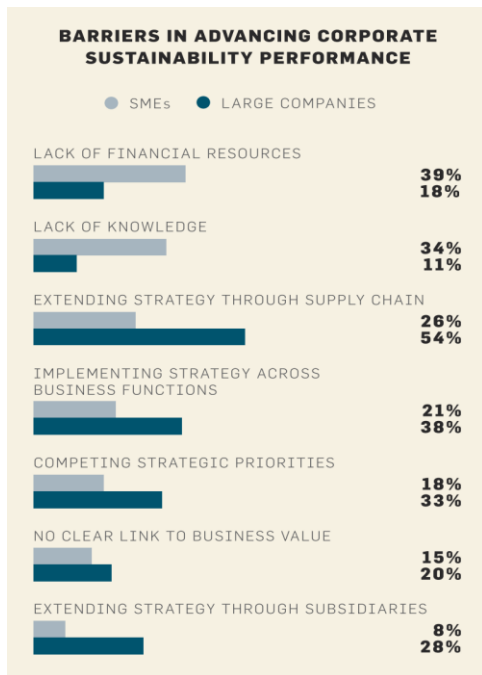 BARRIERS IN ADVANCING CORPORATE
SUSTAINABILITY PERFORMANCE
SMEs LARGE COMPANIES
LACK OF FINANCIAL RESOURCES
39%
18%
LACK OF KNOWLEDGE
34%
11%
EXTENDING STRATEGY THROUGH SUPPLY CHAIN
26%
54%
IMPLEMENTING STRATEGY ACROSS
BUSINESS FUNCTIONS
21%
38%
COMPETING STRATEGIC PRIORITIES
18%
33%
NO CLEAR LINK TO BUSINESS VALUE
15%
20%
EXTENDING STRATEGY THROUGH SUBSIDIARIES
8%
28%